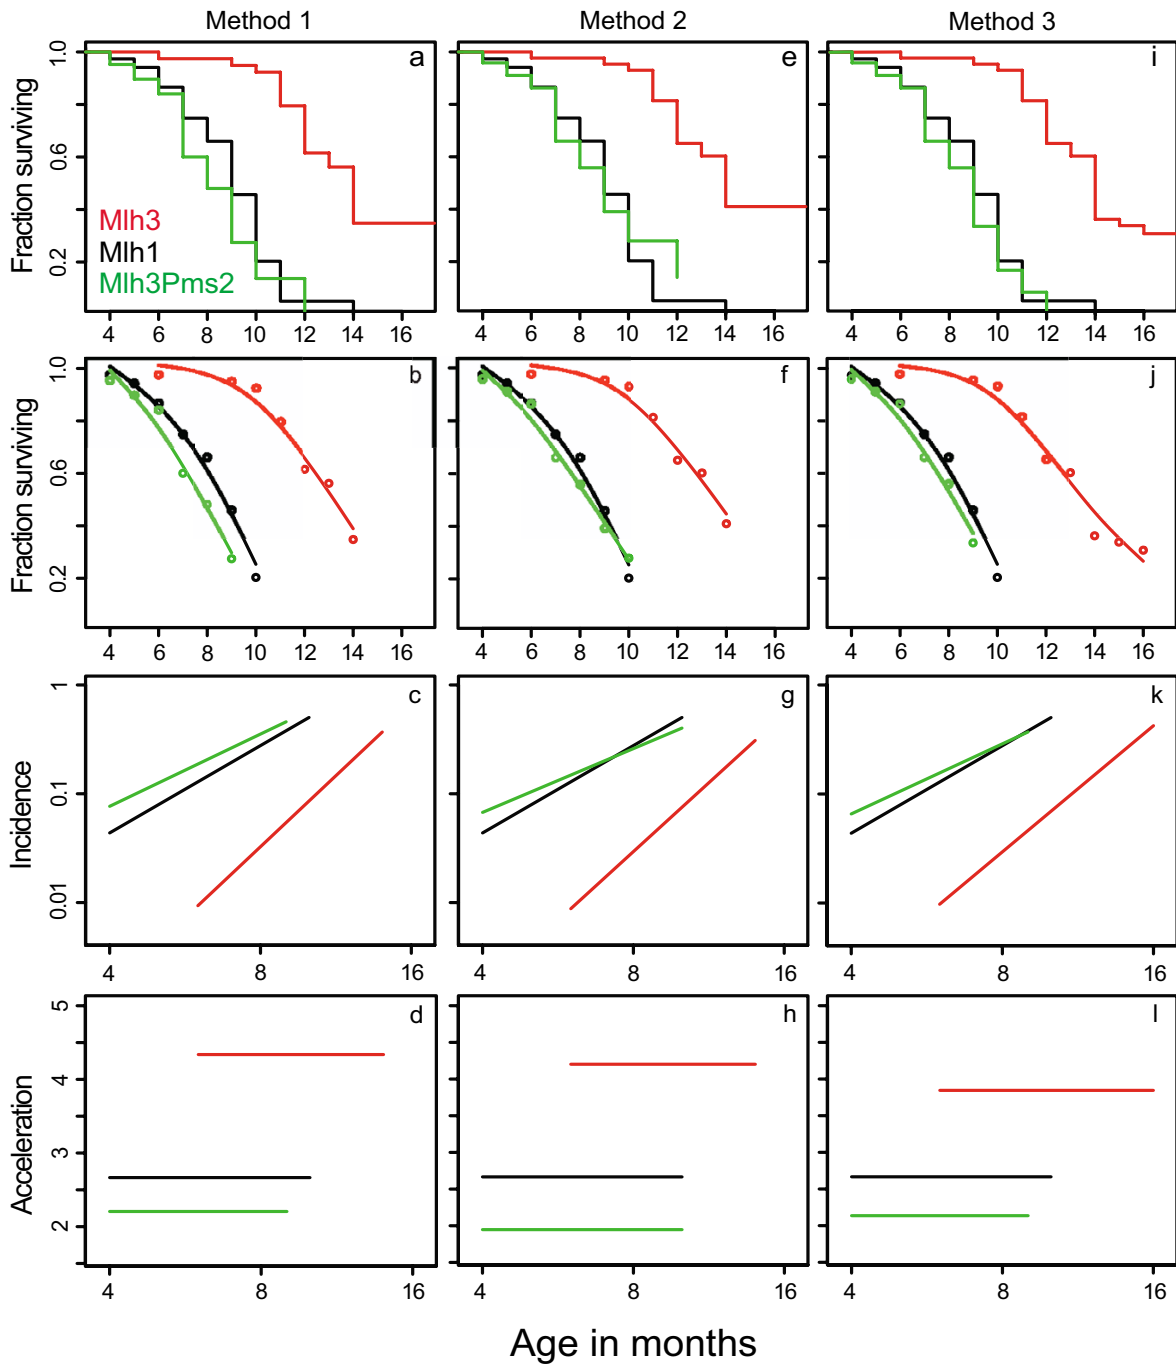 Method 1 Method 2 Method 3
Fraction surviving
1.0
0.6
0.2
a
Mlh3
Mlh1
Mlh3Pms2
e
i
4 6 8 10 12 14 16
4 6 8 10 12 14 16
4 6 8 10 12 14 16
Fraction surviving
1.0
0.6
0.2
b
f
j
4 6 8 10 12 14 16
4 6 8 10 12 14 16
4 6 8 10 12 14 16
Incidence
1
0.1
0.01
c
g
k
4 8 16
4 8 16
4 8 16
Acceleration
5
4
3
2
d
h
l
4 8 16
4 8 16
4 8 16
Age in months